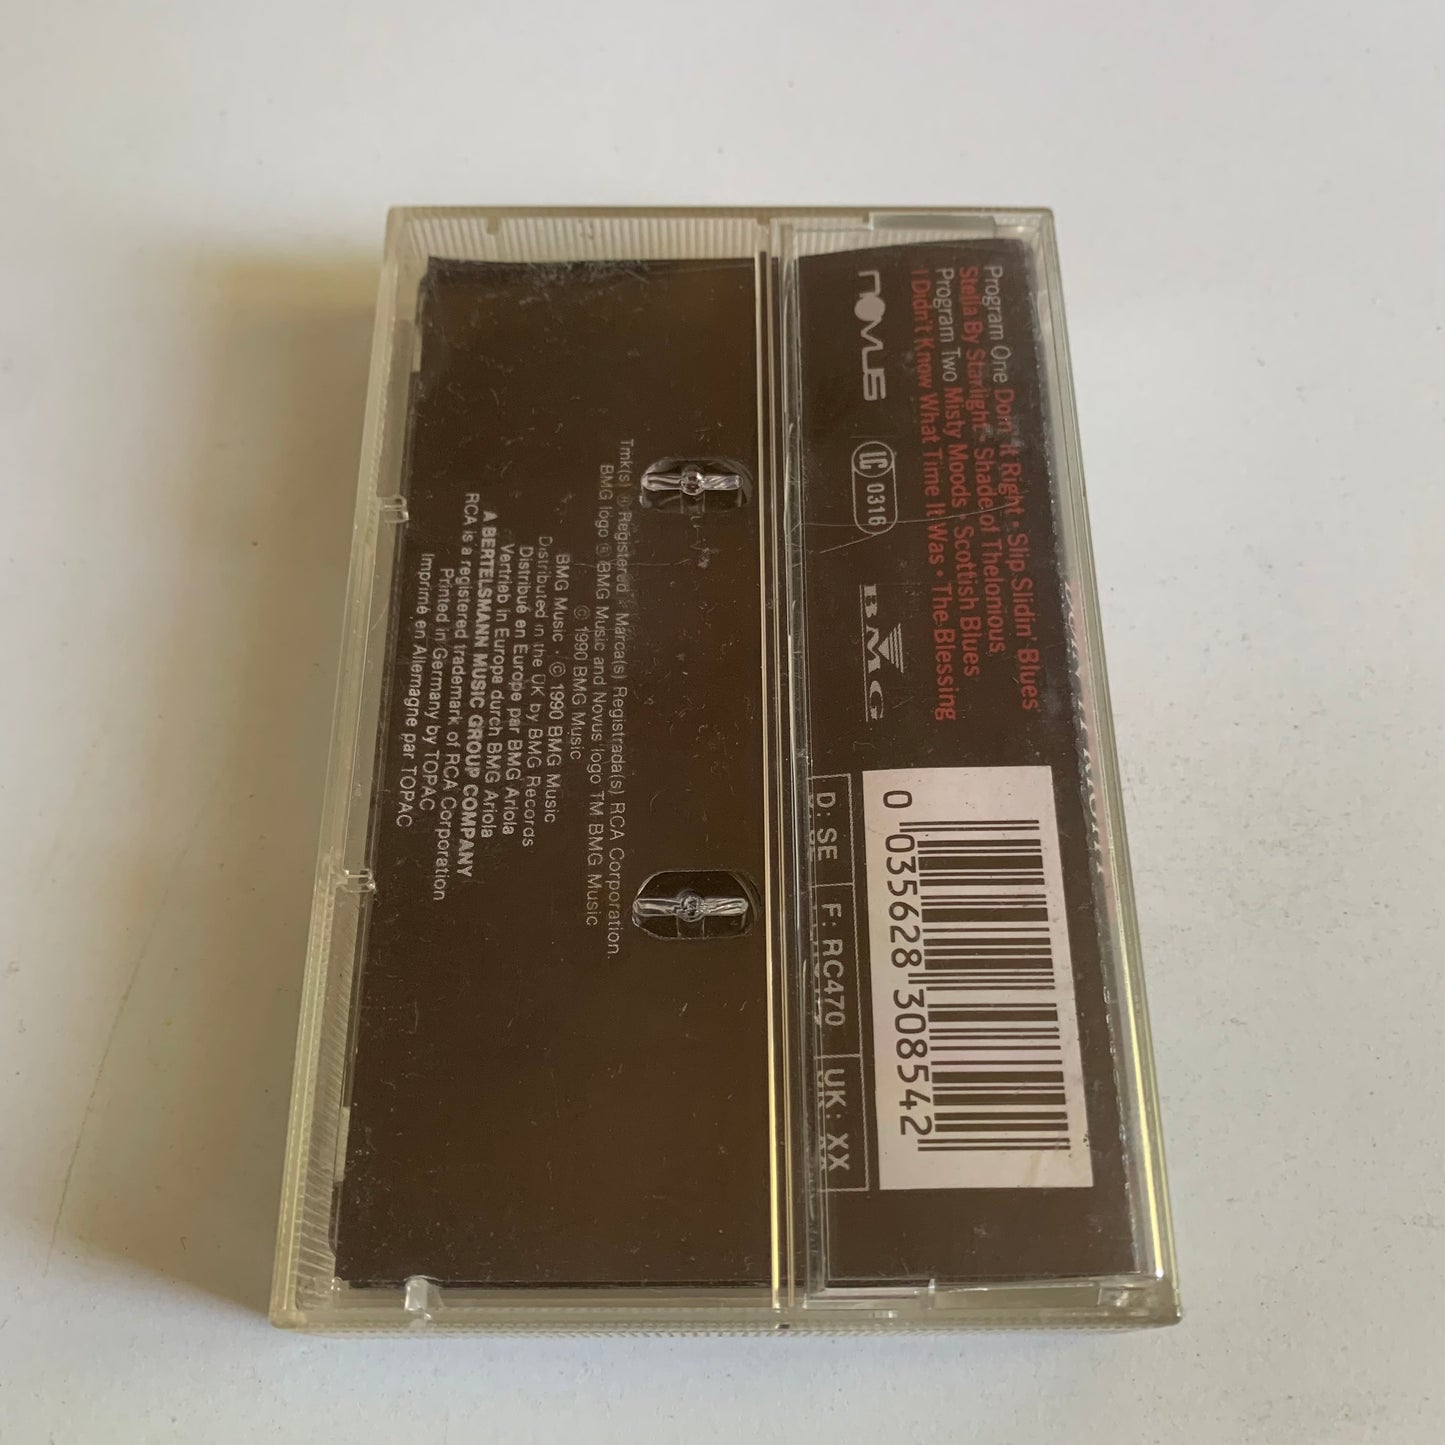 Program One Doin' It Right • Slip Slidin' Blues
Stella By Starlight • Shade of Thelonious
Program Two Misty Moods • Scottish Blues
I Didn't Know What Time It Was • The Blessing
NOVUS
LC 0316
BMG
0 035628 308542
D: SE F: RC470 UK: XX
Tmk(s) ® Registered • Marca(s) Registrada(s) RCA Corporation.
BMG logo ® BMG Music and Novus logo TM BMG Music
© 1990 BMG Music
BMG Music • © 1990 BMG Music
Distributed in the UK by BMG Records
Distribué en Europe par BMG Ariola
Vertrieb in Europa durch BMG Ariola
A BERTELSMANN MUSIC GROUP COMPANY
RCA is a registered trademark of RCA Corporation
Printed in Germany by TOPAC
Imprimé en Allemagne par TOPAC